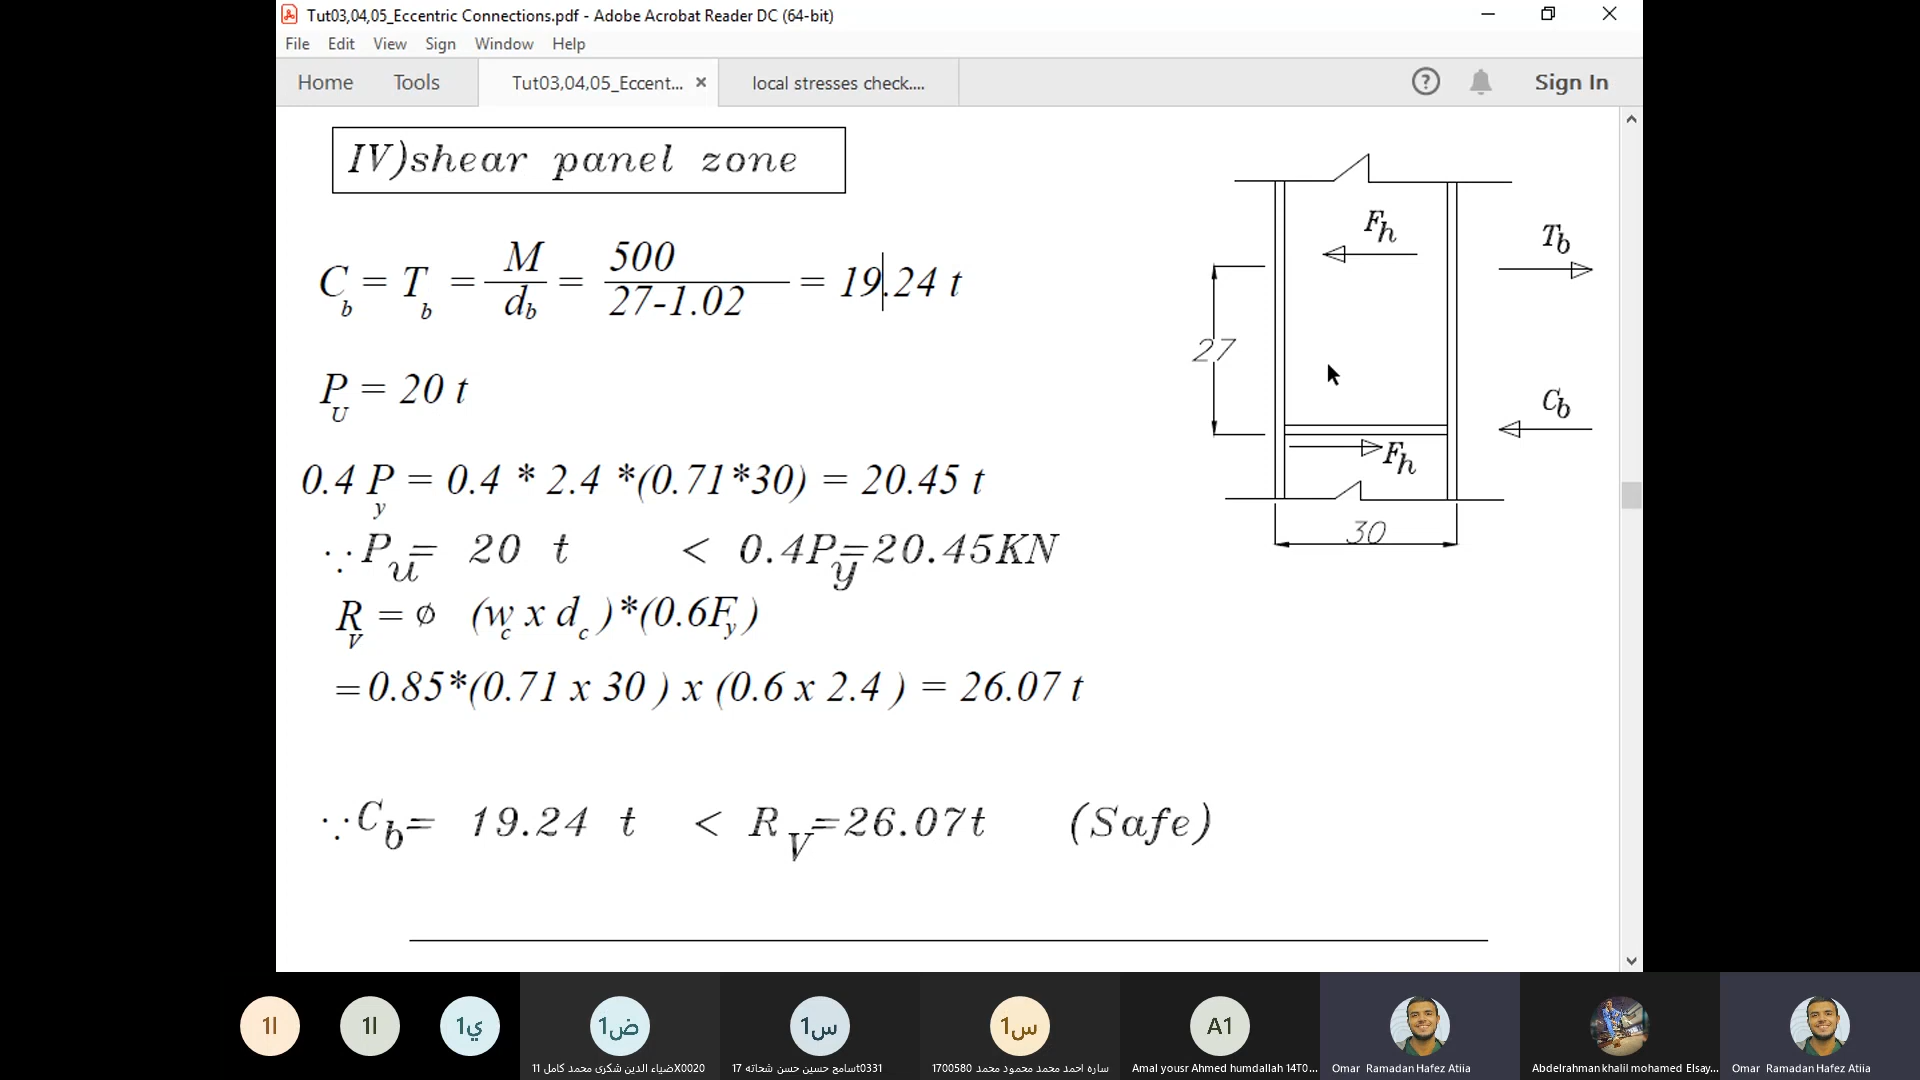 Tut03,04,05_Eccentric Connections.pdf - Adobe Acrobat Reader DC (64-bit)
File Edit View Sign Window Help
Home Tools Tut03,04,05_Eccent... × local stresses check.... ? Sign In
IV)shear panel zone
C_b = T_b = M/d_b = 500/27-1.02 = 19.24 t
P_U = 20 t
0.4 P_y = 0.4 * 2.4 *(0.71*30) = 20.45 t
∵P_u= 20 t < 0.4P_y=20.45KN
R_V = ϕ (w_c x d_c)*(0.6F_y)
=0.85*(0.71 x 30 ) x (0.6 x 2.4 ) = 26.07 t
∵C_b= 19.24 t < R_V=26.07t (Safe)
F_h
T_b
27
C_b
F_h
30
1I 1I 1ي 1ض 1س 1س A1
ضياء الدين شكرى محمد كامل 11X0020
سامح حسين حسن شحاته 17t0331
ساره احمد محمد محمود محمد 1700580
Amal yousr Ahmed humdallah 14T0...
Omar Ramadan Hafez Atiia
Abdelrahman khalil mohamed Elsay...
Omar Ramadan Hafez Atiia